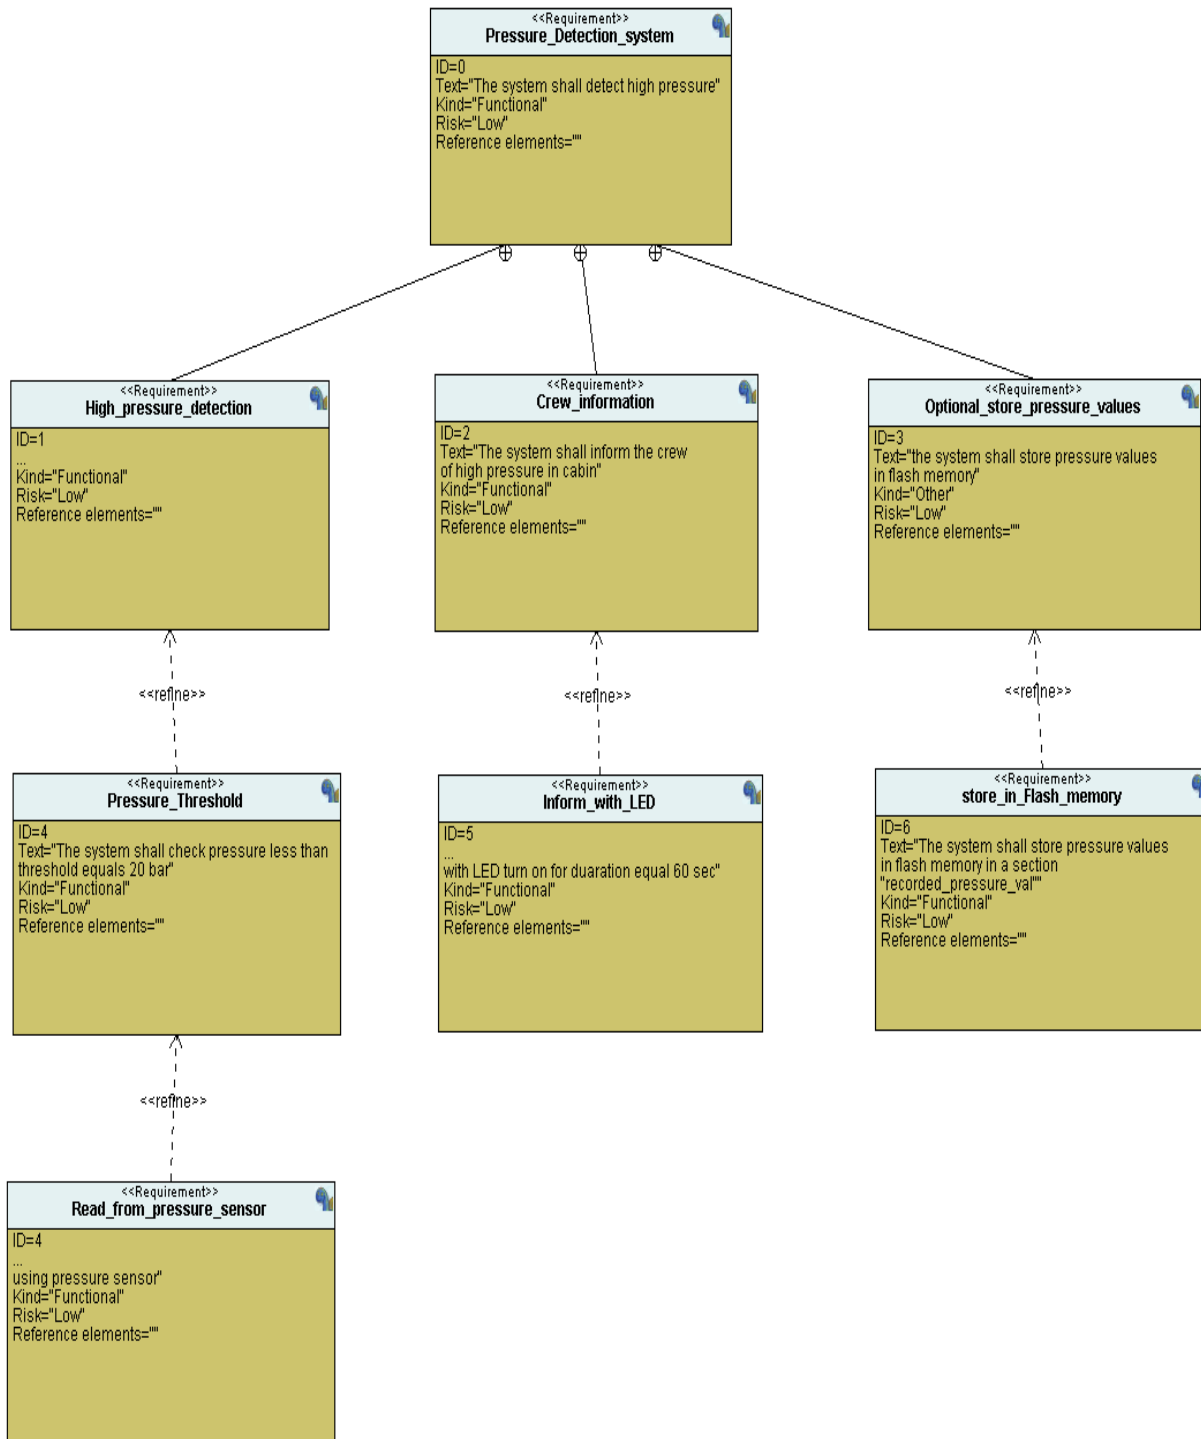 <<Requirement>>
Pressure_Detection_system
ID=0
Text="The system shall detect high pressure"
Kind="Functional"
Risk="Low"
Reference elements=""
<<Requirement>>
High_pressure_detection
ID=1
...
Kind="Functional"
Risk="Low"
Reference elements=""
<<Requirement>>
Crew_information
ID=2
Text="The system shall inform the crew
of high pressure in cabin"
Kind="Functional"
Risk="Low"
Reference elements=""
<<Requirement>>
Optional_store_pressure_values
ID=3
Text="the system shall store pressure values
in flash memory"
Kind="Other"
Risk="Low"
Reference elements=""
<<refine>>
<<refine>>
<<refine>>
<<Requirement>>
Pressure_Threshold
ID=4
Text="The system shall check pressure less than
threshold equals 20 bar"
Kind="Functional"
Risk="Low"
Reference elements=""
<<Requirement>>
Inform_with_LED
ID=5
...
with LED turn on for duaration equal 60 sec"
Kind="Functional"
Risk="Low"
Reference elements=""
<<Requirement>>
store_in_Flash_memory
ID=6
Text="The system shall store pressure values
in flash memory in a section
"recorded_pressure_val""
Kind="Functional"
Risk="Low"
Reference elements=""
<<refine>>
<<Requirement>>
Read_from_pressure_sensor
ID=4
...
using pressure sensor"
Kind="Functional"
Risk="Low"
Reference elements=""